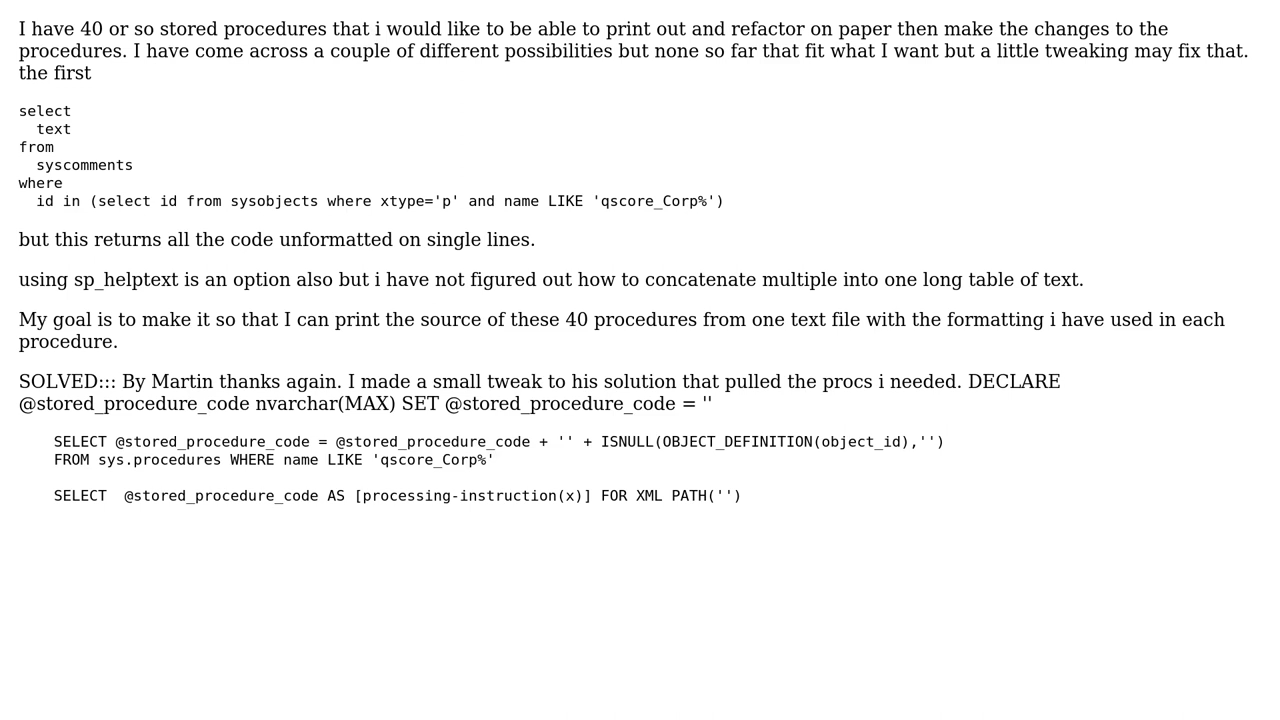 I have 40 or so stored procedures that i would like to be able to print out and refactor on paper then make the changes to the
procedures. I have come across a couple of different possibilities but none so far that fit what I want but a little tweaking may fix that.
the first
select
  text
from
  syscomments
where
  id in (select id from sysobjects where xtype='p' and name LIKE 'qscore_Corp%')
but this returns all the code unformatted on single lines.
using sp_helptext is an option also but i have not figured out how to concatenate multiple into one long table of text.
My goal is to make it so that I can print the source of these 40 procedures from one text file with the formatting i have used in each
procedure.
SOLVED::: By Martin thanks again. I made a small tweak to his solution that pulled the procs i needed. DECLARE
@stored_procedure_code nvarchar(MAX) SET @stored_procedure_code = ''
    SELECT @stored_procedure_code = @stored_procedure_code + '' + ISNULL(OBJECT_DEFINITION(object_id),'')
    FROM sys.procedures WHERE name LIKE 'qscore_Corp%'
    SELECT  @stored_procedure_code AS [processing-instruction(x)] FOR XML PATH('')